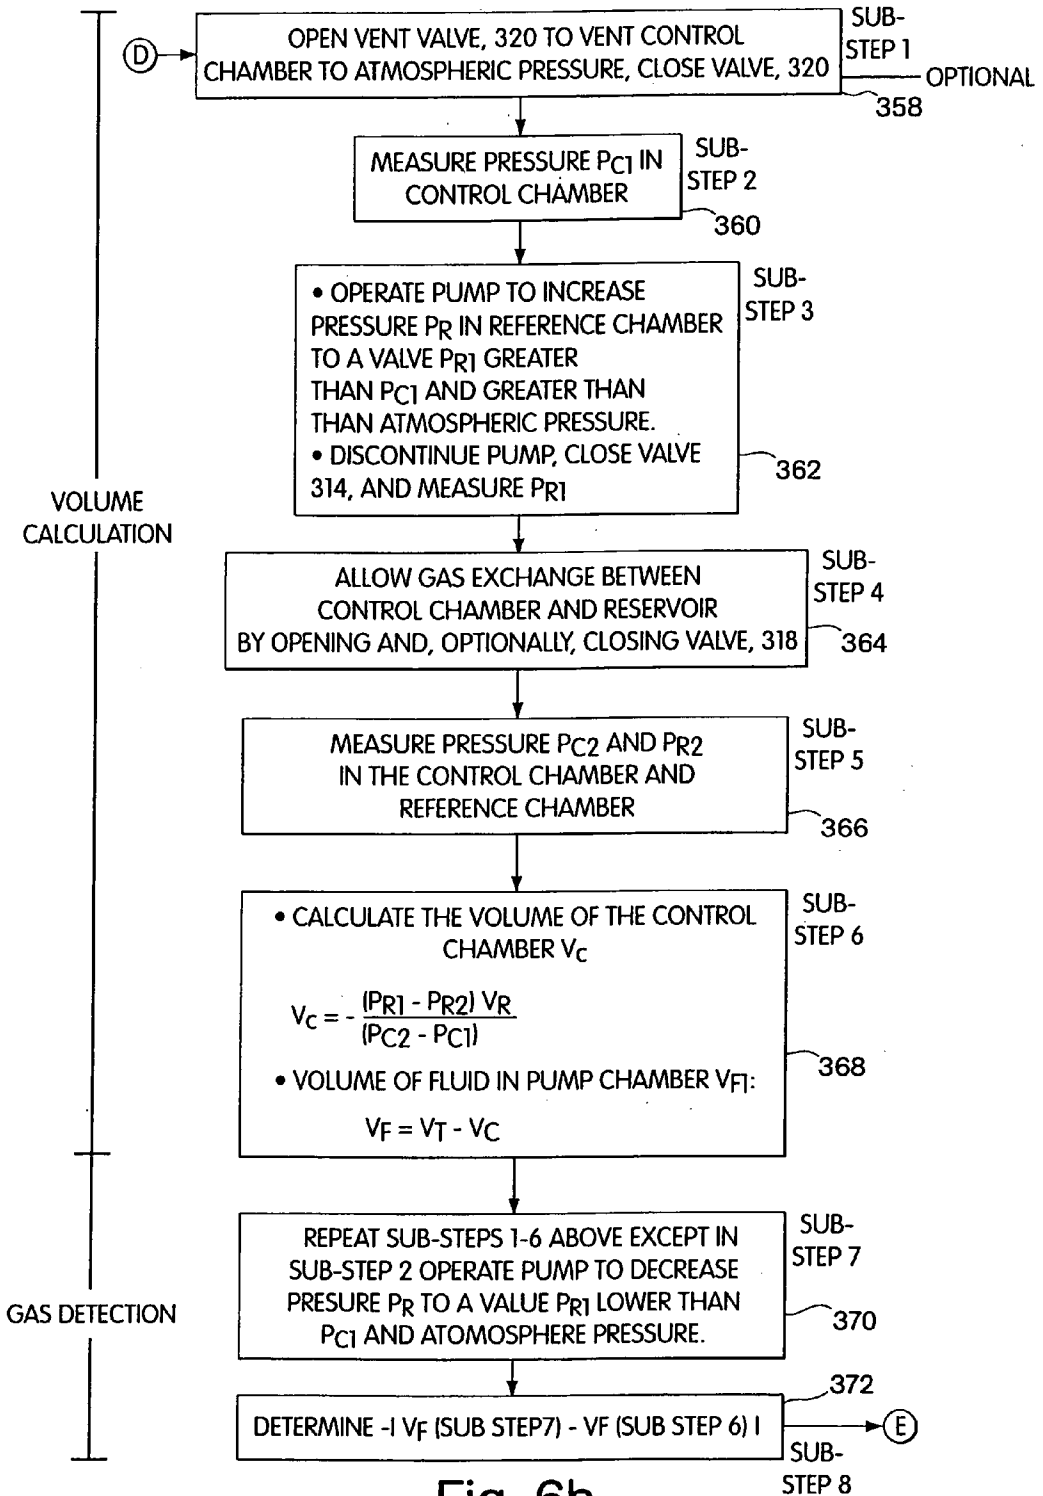 D
OPEN VENT VALVE, 320 TO VENT CONTROL
CHAMBER TO ATMOSPHERIC PRESSURE, CLOSE VALVE, 320
SUB-
STEP 1
OPTIONAL
358
MEASURE PRESSURE PC1 IN
CONTROL CHAMBER
SUB-
STEP 2
360
• OPERATE PUMP TO INCREASE
PRESSURE PR IN REFERENCE CHAMBER
TO A VALVE PR1 GREATER
THAN PC1 AND GREATER THAN
THAN ATMOSPHERIC PRESSURE.
• DISCONTINUE PUMP, CLOSE VALVE
314, AND MEASURE PR1
SUB-
STEP 3
362
VOLUME
CALCULATION
ALLOW GAS EXCHANGE BETWEEN
CONTROL CHAMBER AND RESERVOIR
BY OPENING AND, OPTIONALLY, CLOSING VALVE, 318
SUB-
STEP 4
364
MEASURE PRESSURE PC2 AND PR2
IN THE CONTROL CHAMBER AND
REFERENCE CHAMBER
SUB-
STEP 5
366
• CALCULATE THE VOLUME OF THE CONTROL
CHAMBER VC
VC = - (PR1 - PR2) VR
(PC2 - PC1)
• VOLUME OF FLUID IN PUMP CHAMBER VF1:
VF = VT - VC
SUB-
STEP 6
368
GAS DETECTION
REPEAT SUB-STEPS 1-6 ABOVE EXCEPT IN
SUB-STEP 2 OPERATE PUMP TO DECREASE
PRESURE PR TO A VALUE PR1 LOWER THAN
PC1 AND ATOMOSPHERE PRESSURE.
SUB-
STEP 7
370
DETERMINE -I VF (SUB STEP7) - VF (SUB STEP 6) I
372
E
SUB-
STEP 8
Fig. 6b